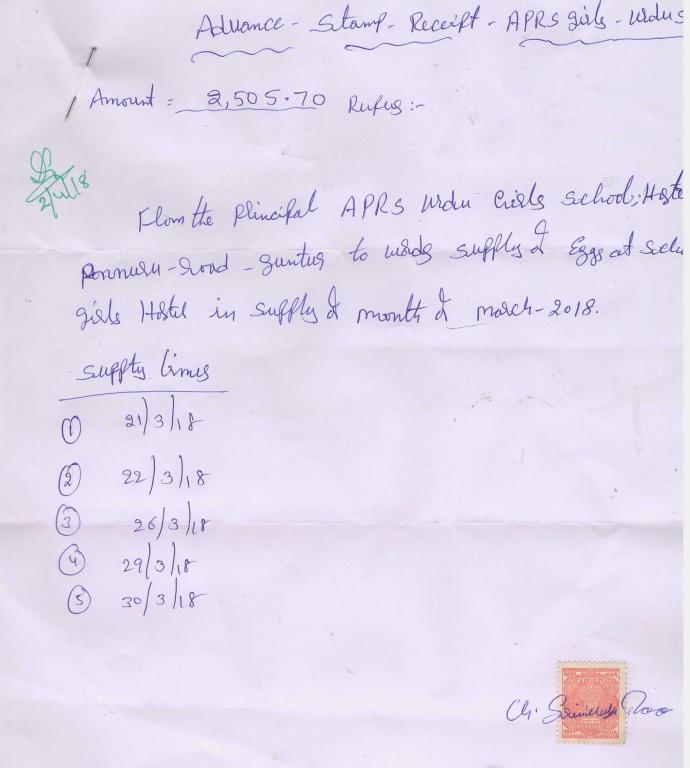 Advance - Stamp - Receipt - APRS girls - Urdu S
Amount = 2,505.70 Rupees :-
2/4/18
From the Principal APRS Urdu Girls School, Hoste
Ponnuru - Road - Guntur to wards supply of Eggs at Scho
girls Hostel in supply of month of march - 2018.
Supply times
① 21/3/18
② 22/3/18
③ 26/3/18
④ 29/3/18
⑤ 30/3/18
Ch. Srinivasa Rao